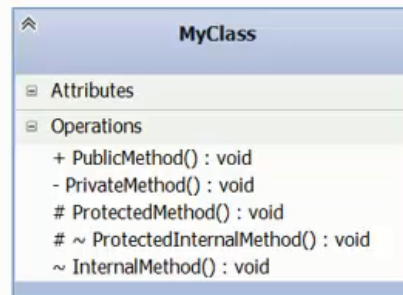 MyClass
Attributes
Operations
+ PublicMethod() : void
- PrivateMethod() : void
# ProtectedMethod() : void
# ~ ProtectedInternalMethod() : void
~ InternalMethod() : void